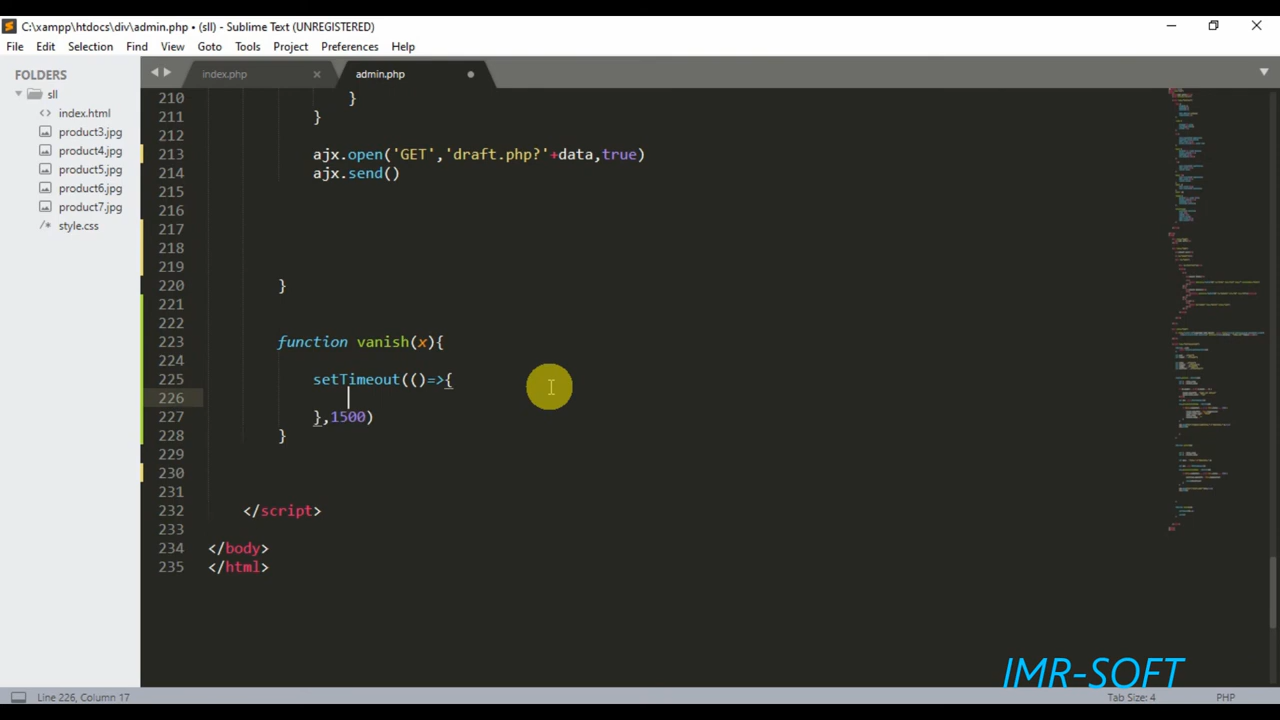 C:\xampp\htdocs\div\admin.php • (sll) - Sublime Text (UNREGISTERED)
File Edit Selection Find View Goto Tools Project Preferences Help
FOLDERS
sll
index.html
product3.jpg
product4.jpg
product5.jpg
product6.jpg
product7.jpg
style.css
index.php
admin.php
210 }
211 }
212
213 ajx.open('GET','draft.php?'+data,true)
214 ajx.send()
215
216
217
218
219
220 }
221
222
223 function vanish(x){
224
225 setTimeout(()=>{
226
227 },1500)
228 }
229
230
231
232 </script>
233
234 </body>
235 </html>
IMR-SOFT
Line 226, Column 17
Tab Size: 4
PHP